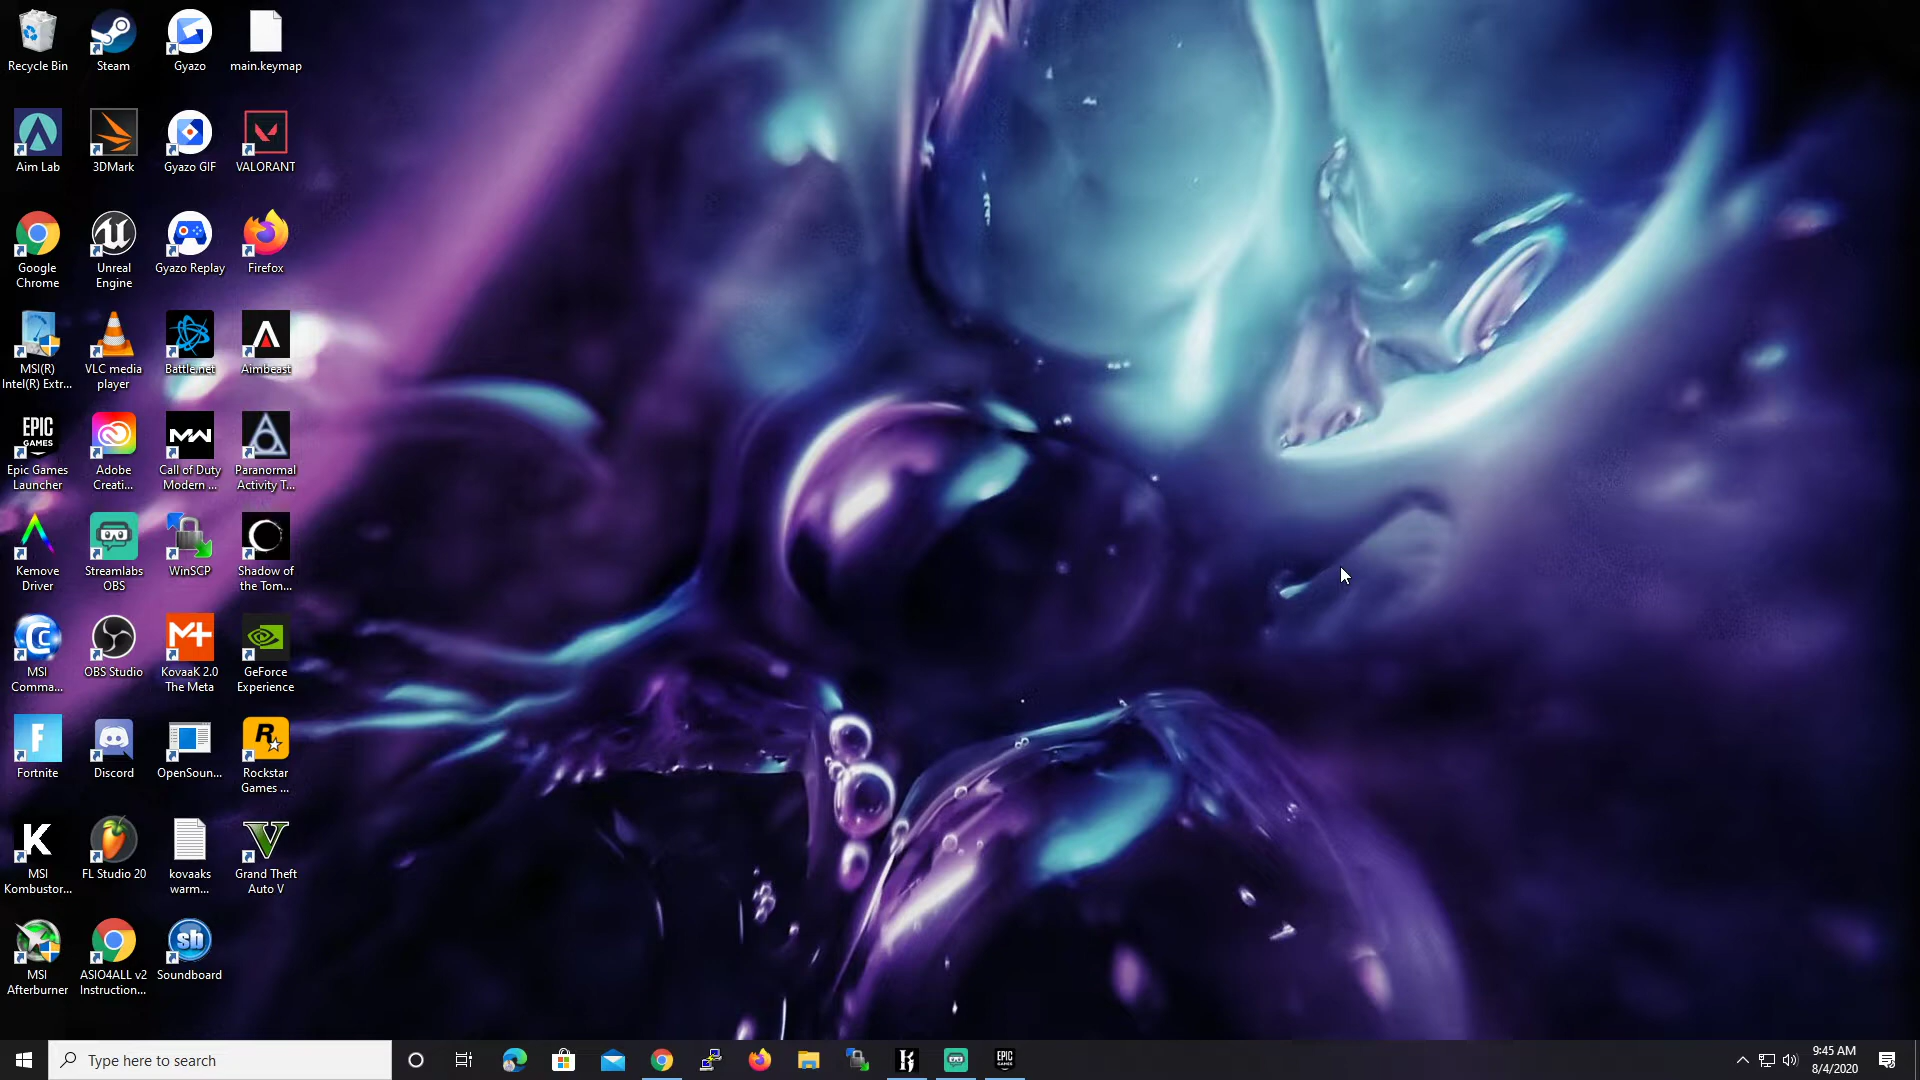 Recycle Bin
Steam
Gyazo
main.keymap
Aim Lab
3DMark
Gyazo GIF
VALORANT
Google
Chrome
Unreal
Engine
Gyazo Replay
Firefox
MSI(R)
Intel(R) Extr...
VLC media
player
Battle.net
Aimbeast
EPIC
GAMES
Epic Games
Launcher
Adobe
Creati...
MW
Call of Duty
Modern ...
Paranormal
Activity T...
Kemove
Driver
Streamlabs
OBS
WinSCP
Shadow of
the Tom...
C
MSI
Comma...
OBS Studio
KovaaK 2.0
The Meta
GeForce
Experience
F
Fortnite
Discord
OpenSoun...
R
Rockstar
Games ...
K
MSI
Kombustor...
FL Studio 20
kovaaks
warm...
V
Grand Theft
Auto V
MSI
Afterburner
ASIO4ALL v2
Instruction...
sb
Soundboard
Type here to search
EPIC
GAMES
9:45 AM
8/4/2020